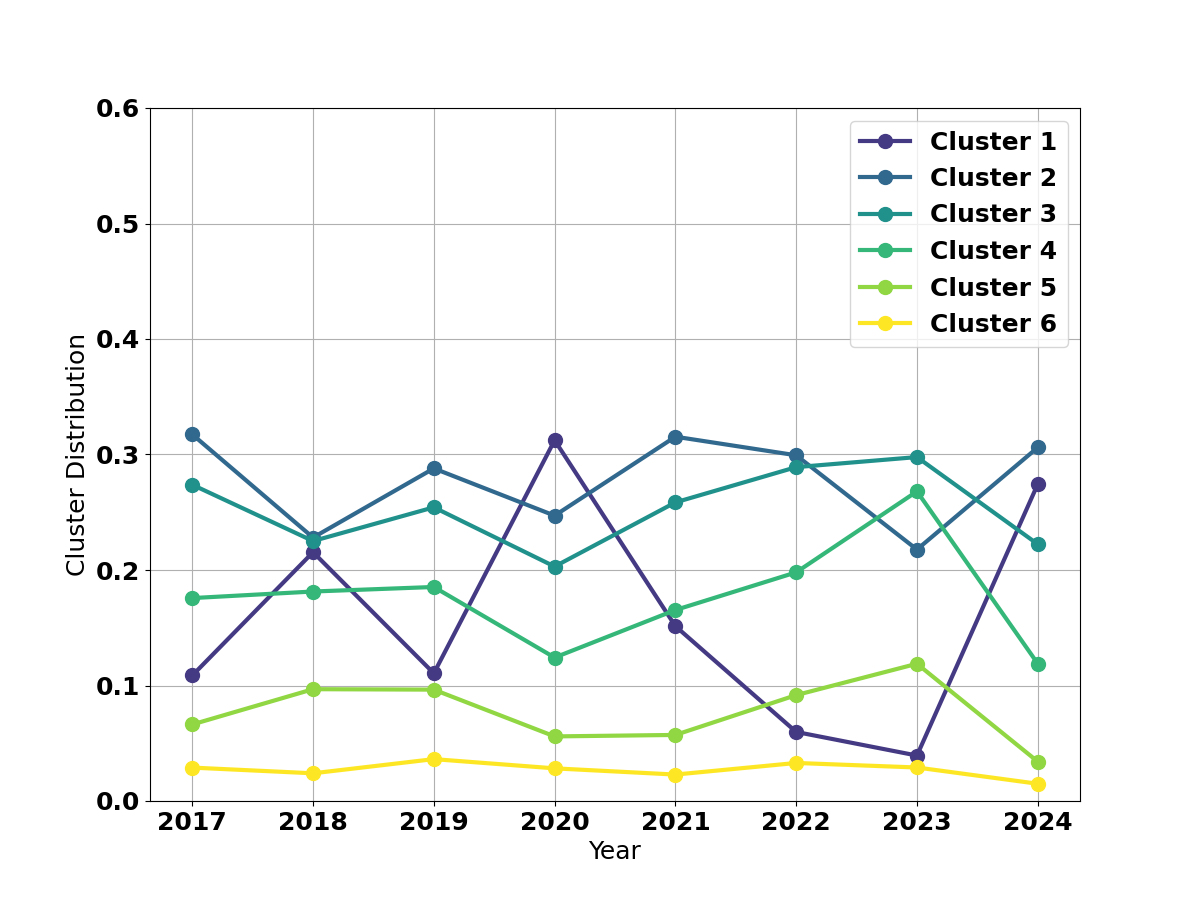 0.6
0.5
0.4
0.3
0.2
0.1
0.0
Cluster Distribution
Cluster 1
Cluster 2
Cluster 3
Cluster 4
Cluster 5
Cluster 6
2017 2018 2019 2020 2021 2022 2023 2024
Year